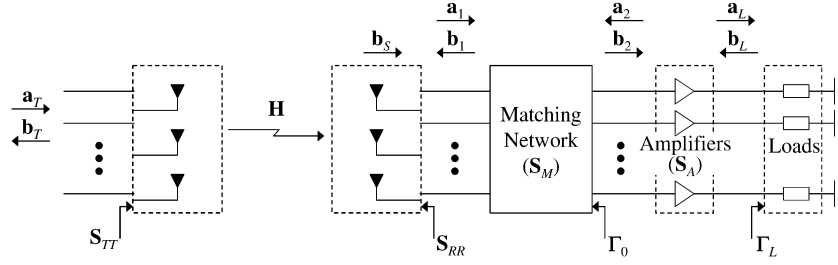 a_1 a_2 a_L
b_S b_1 b_2 b_L
a_T
b_T
H
Matching
Network
(S_M)
Amplifiers
(S_A)
Loads
S_TT
S_RR
Γ_0
Γ_L